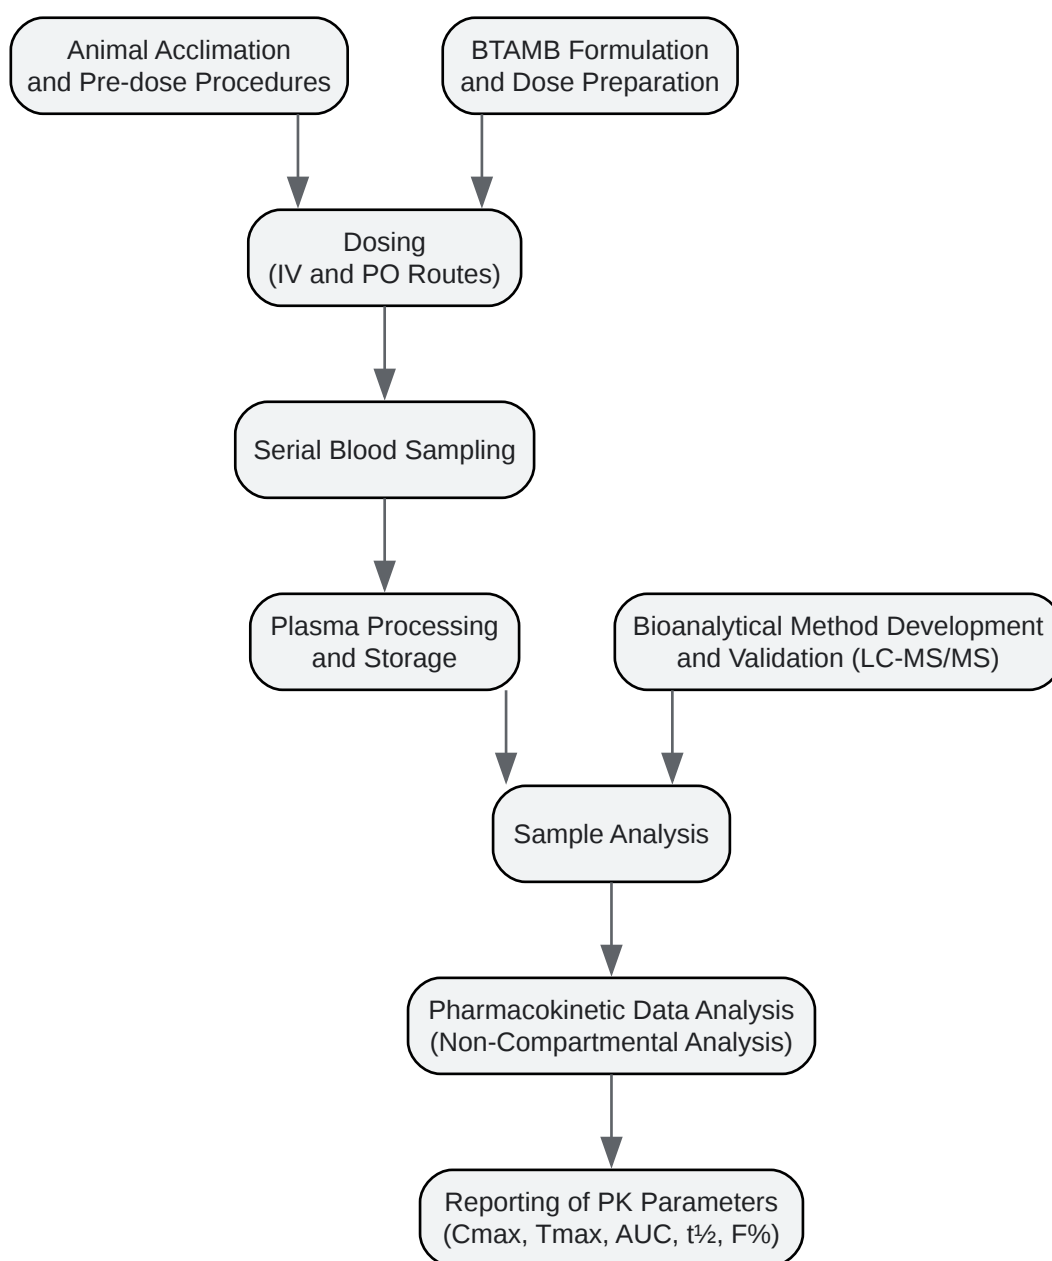 Animal Acclimation
and Pre-dose Procedures
BTAMB Formulation
and Dose Preparation
Dosing
(IV and PO Routes)
Serial Blood Sampling
Plasma Processing
and Storage
Bioanalytical Method Development
and Validation (LC-MS/MS)
Sample Analysis
Pharmacokinetic Data Analysis
(Non-Compartmental Analysis)
Reporting of PK Parameters
(Cmax, Tmax, AUC, t½, F%)